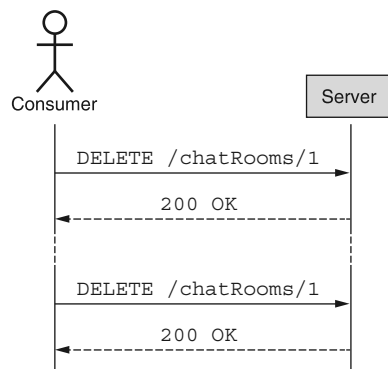 Consumer
Server
DELETE /chatRooms/1
200 OK
DELETE /chatRooms/1
200 OK